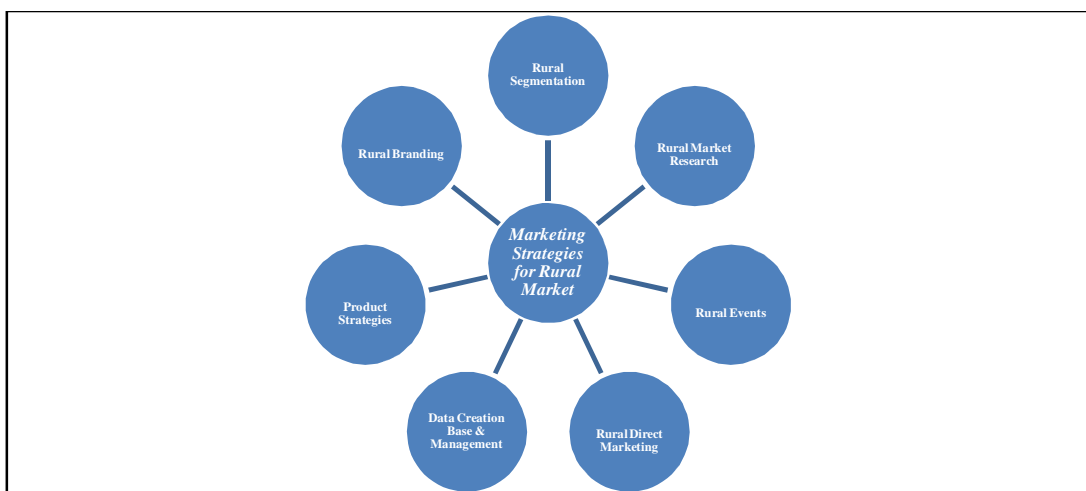 Rural
Segmentation
Rural Branding
Rural Market
Research
Marketing
Strategies
for Rural
Market
Product
Strategies
Rural Events
Data Creation
Base &
Management
Rural Direct
Marketing